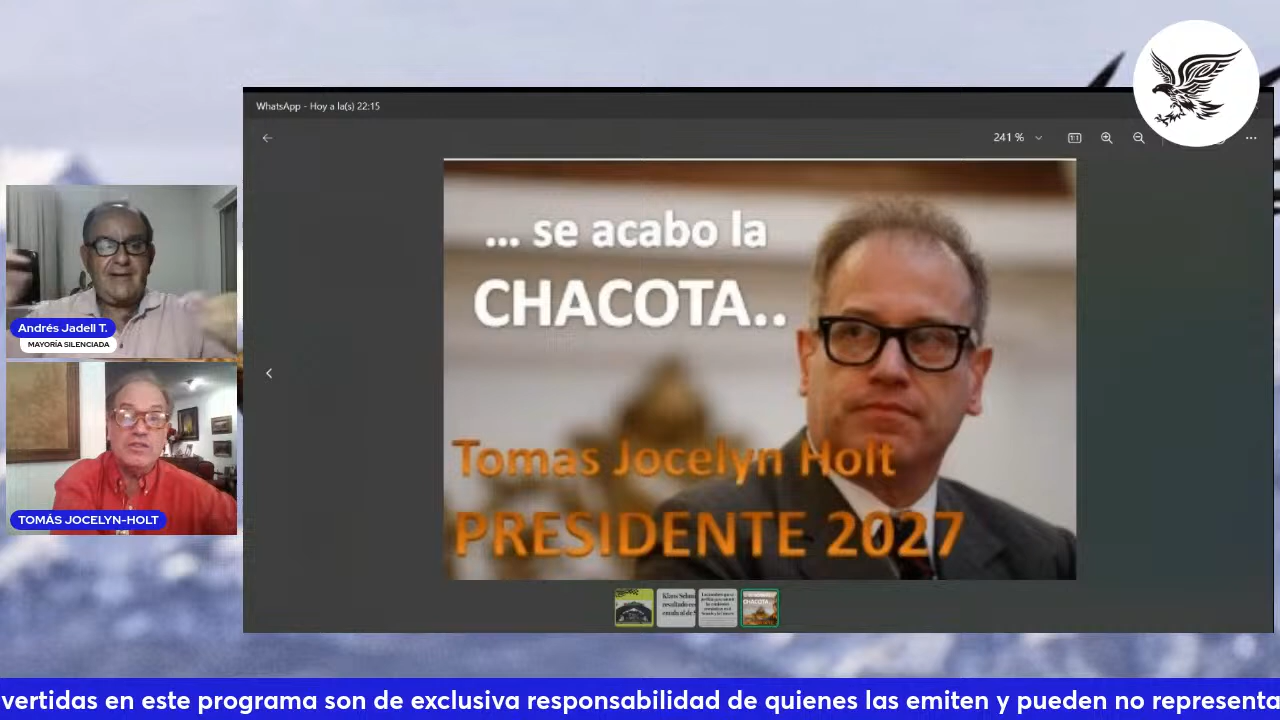 WhatsApp - Hoy a la(s) 22:15
241 %
... se acabo la
CHACOTA..
Tomas Jocelyn Holt
PRESIDENTE 2027
Andrés Jadell T.
MAYORÍA SILENCIADA
TOMÁS JOCELYN-HOLT
CHACOTA...
vertidas en este programa son de exclusiva responsabilidad de quienes las emiten y pueden no representa